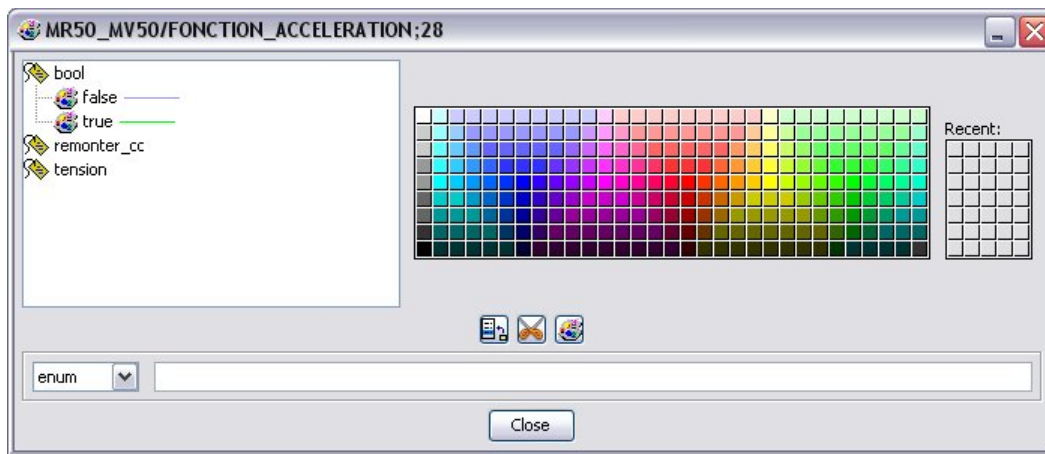 MR50_MV50/FONCTION_ACCELERATION;28
bool
false
true
remonter_cc
tension
Recent:
enum
Close